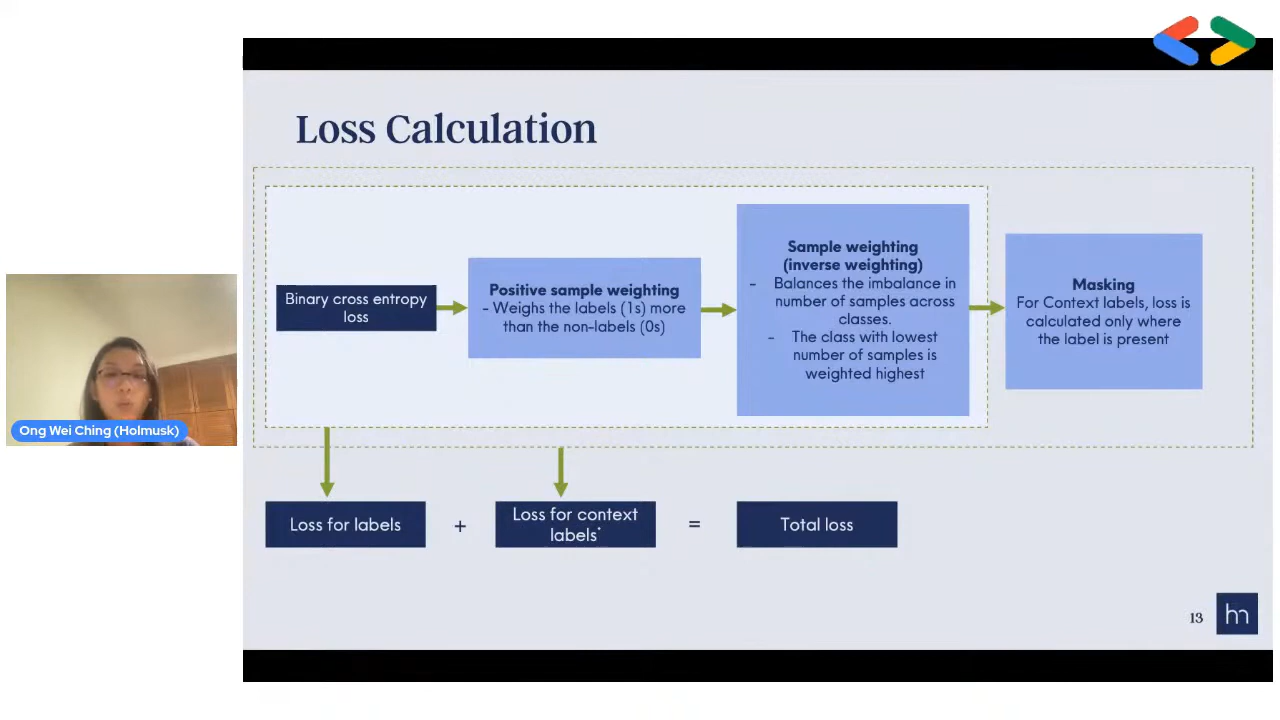 Loss Calculation
Binary cross entropy
loss
Positive sample weighting
- Weighs the labels (1s) more
than the non-labels (0s)
Sample weighting
(inverse weighting)
- Balances the imbalance in
number of samples across
classes.
- The class with lowest
number of samples is
weighted highest
Masking
For Context labels, loss is
calculated only where
the label is present
Ong Wei Ching (Holmusk)
Loss for labels
+
Loss for context
labels*
=
Total loss
13
hm